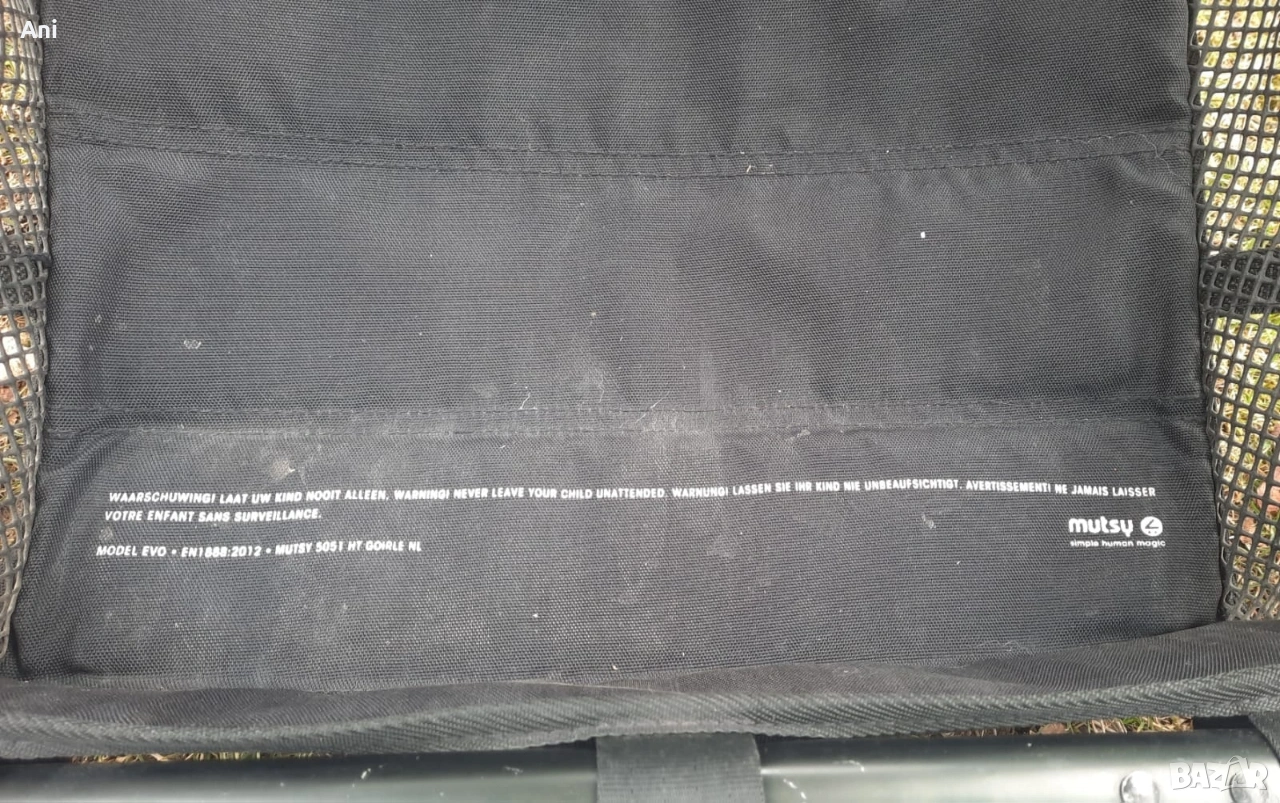 Ani
WAARSCHUWING! LAAT UW KIND NOOIT ALLEEN. WARNING! NEVER LEAVE YOUR CHILD UNATTENDED. WARNUNG! LASSEN SIE IHR KIND NIE UNBEAUFSICHTIGT. AVERTISSEMENT! NE JAMAIS LAISSER
VOTRE ENFANT SANS SURVEILLANCE.
mutsy
simple human magic
MODEL EVO • EN1888:2012 • MUTSY 5051 HT GOIRLE NL
BAZAR